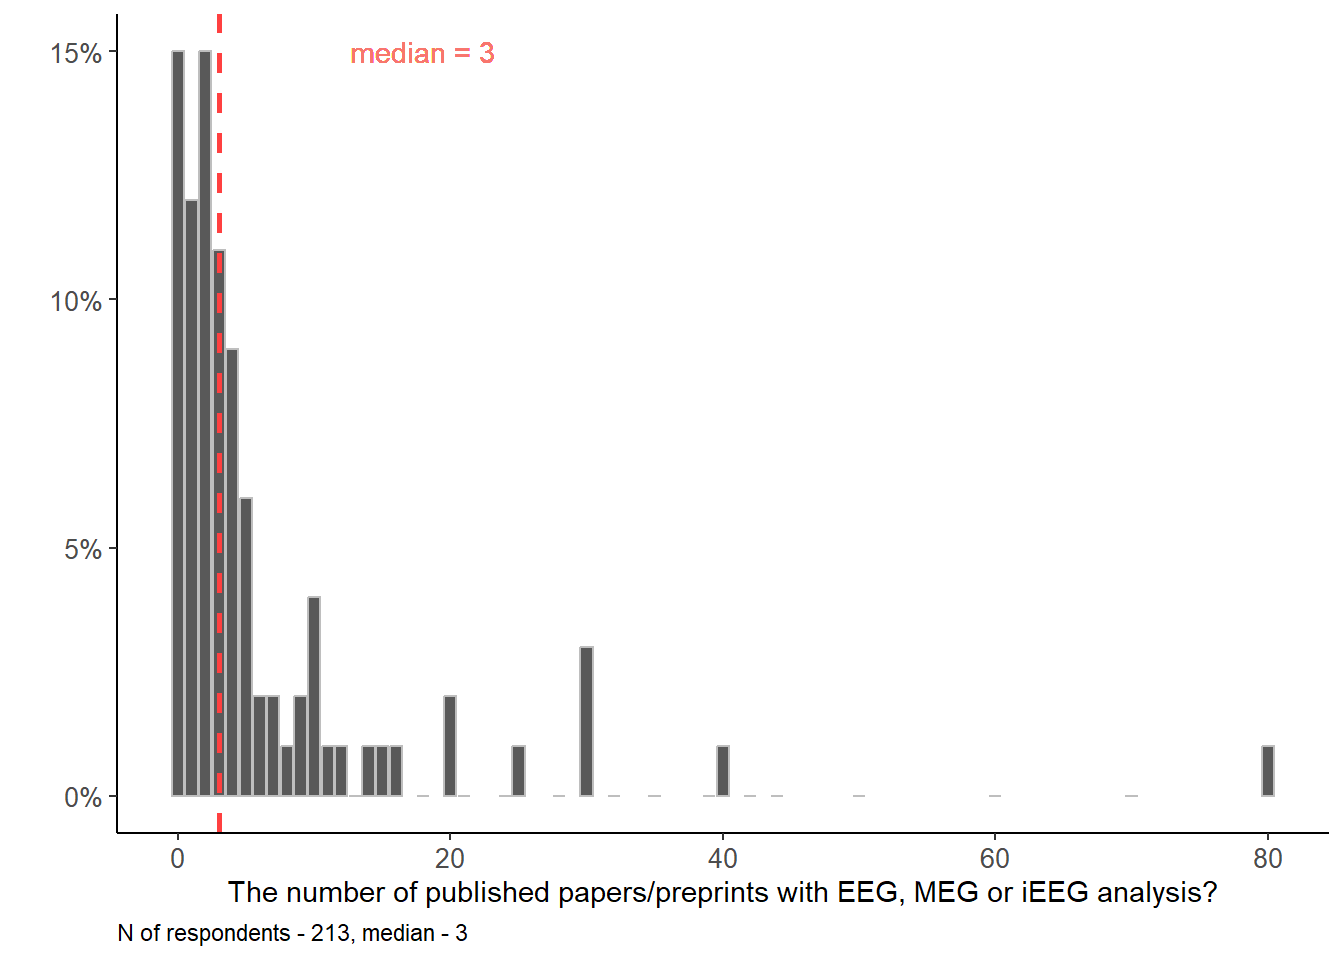 median = 3
15%
10%
5%
0%
0 20 40 60 80
The number of published papers/preprints with EEG, MEG or iEEG analysis?
N of respondents - 213, median - 3